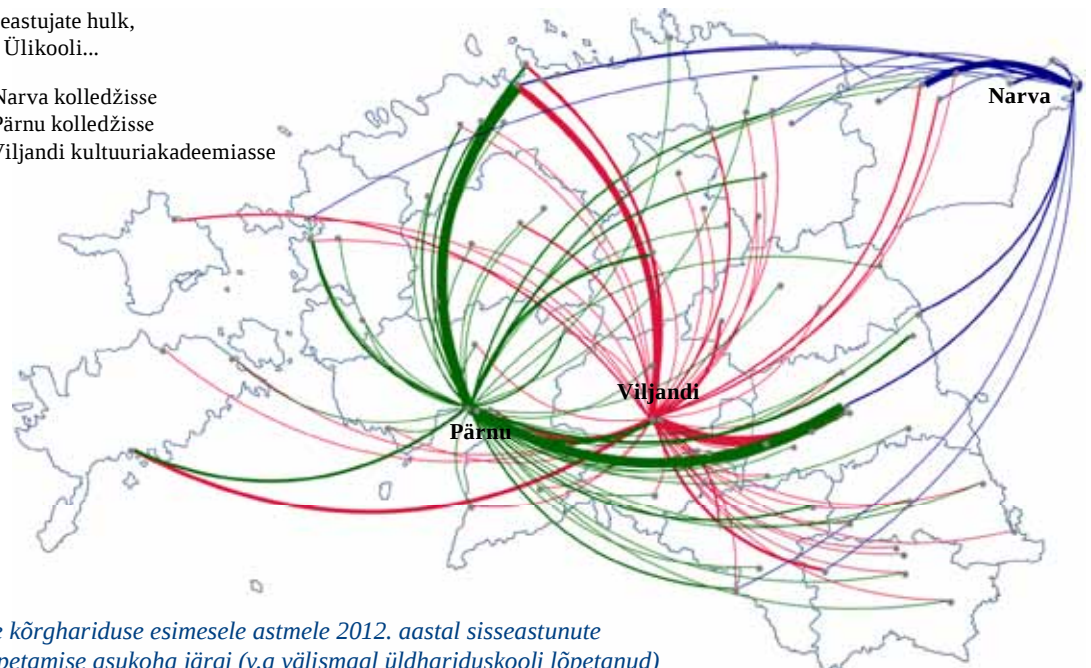 eastujate hulk,
Ülikooli...
Narva kolledžisse
Pärnu kolledžisse
Viljandi kultuuriakadeemiasse
Narva
Viljandi
Pärnu
e kõrghariduse esimesele astmele 2012. aastal sisseastunute
petamise asukoha järgi (v.a välismaal üldhariduskooli lõpetanud)